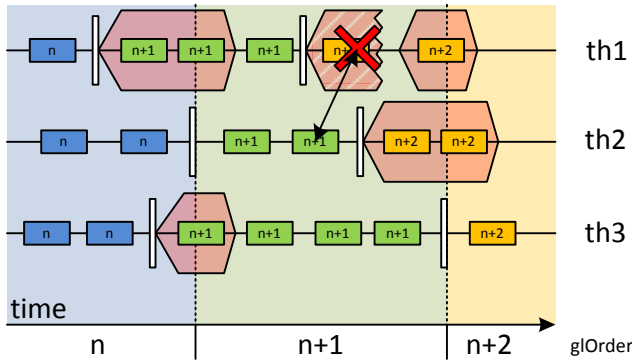 n n+1 n+1 n+1 n+2 th1
n n n+1 n+1 n+2 n+2 th2
n n n+1 n+1 n+1 n+1 n+2 th3
time
n n+1 n+2 glOrder